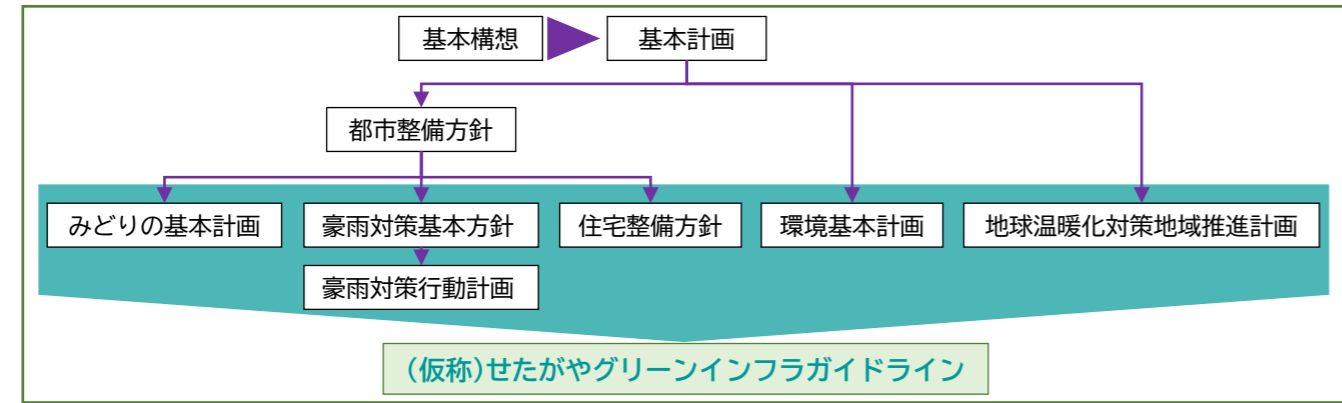 基本構想
基本計画
都市整備方針
みどりの基本計画
豪雨対策基本方針
住宅整備方針
環境基本計画
地球温暖化対策地域推進計画
豪雨対策行動計画
(仮称)せたがやグリーンインフラガイドライン